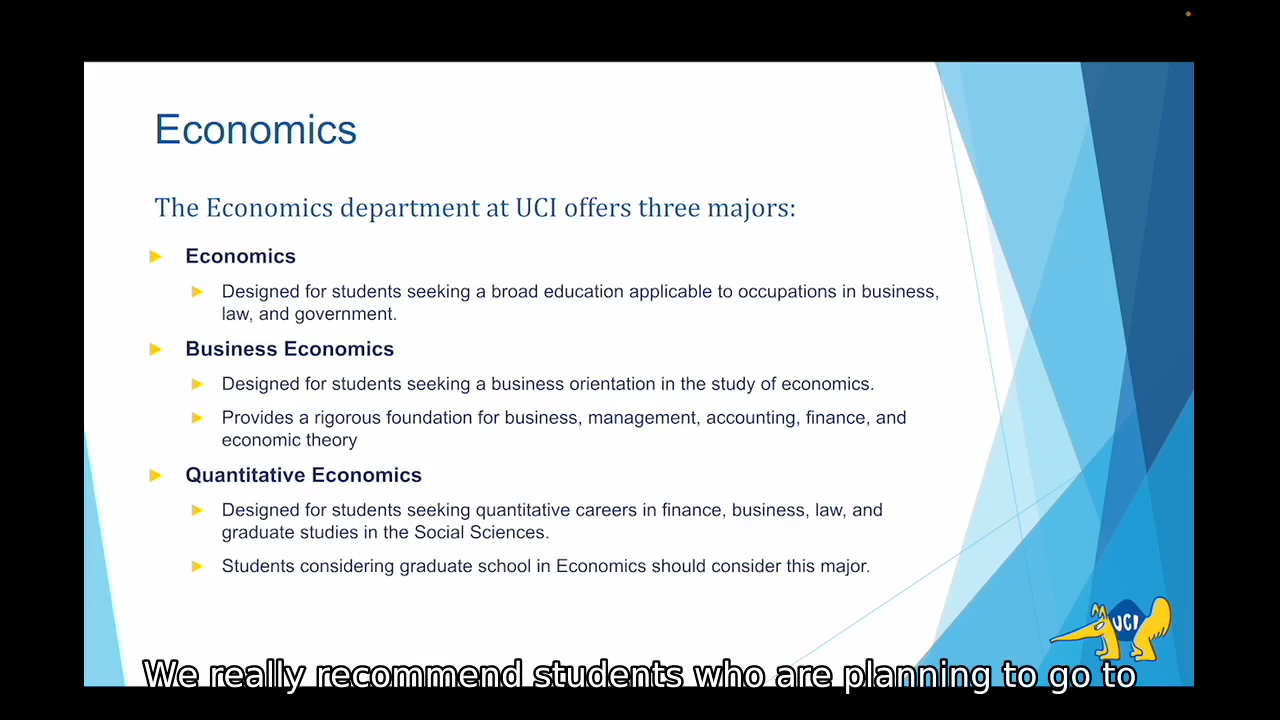 Economics
The Economics department at UCI offers three majors:
Economics
Designed for students seeking a broad education applicable to occupations in business,
law, and government.
Business Economics
Designed for students seeking a business orientation in the study of economics.
Provides a rigorous foundation for business, management, accounting, finance, and
economic theory
Quantitative Economics
Designed for students seeking quantitative careers in finance, business, law, and
graduate studies in the Social Sciences.
Students considering graduate school in Economics should consider this major.
UCI
We really recommend students who are planning to go to